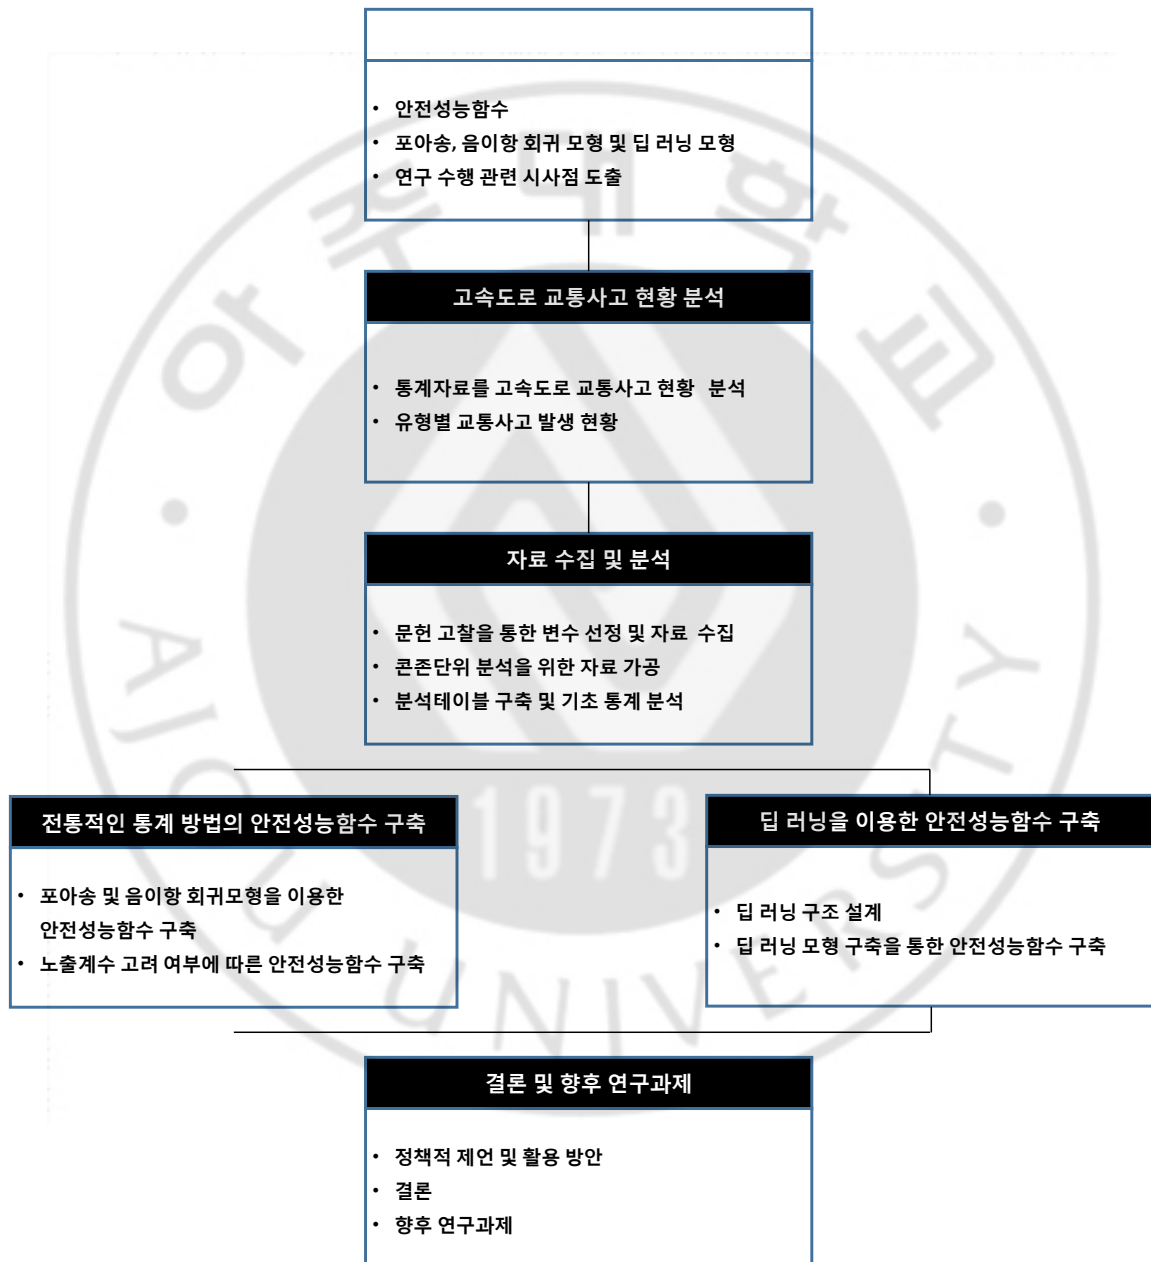 • 안전성능함수
• 포아송, 음이항 회귀 모형 및 딥 러닝 모형
• 연구 수행 관련 시사점 도출
고속도로 교통사고 현황 분석
• 통계자료를 고속도로 교통사고 현황 분석
• 유형별 교통사고 발생 현황
자료 수집 및 분석
• 문헌 고찰을 통한 변수 선정 및 자료 수집
• 콘존단위 분석을 위한 자료 가공
• 분석테이블 구축 및 기초 통계 분석
전통적인 통계 방법의 안전성능함수 구축
• 포아송 및 음이항 회귀모형을 이용한
안전성능함수 구축
• 노출계수 고려 여부에 따른 안전성능함수 구축
딥 러닝을 이용한 안전성능함수 구축
• 딥 러닝 구조 설계
• 딥 러닝 모형 구축을 통한 안전성능함수 구축
결론 및 향후 연구과제
• 정책적 제언 및 활용 방안
• 결론
• 향후 연구과제
아주대학교
AJOU UNIVERSITY
1973